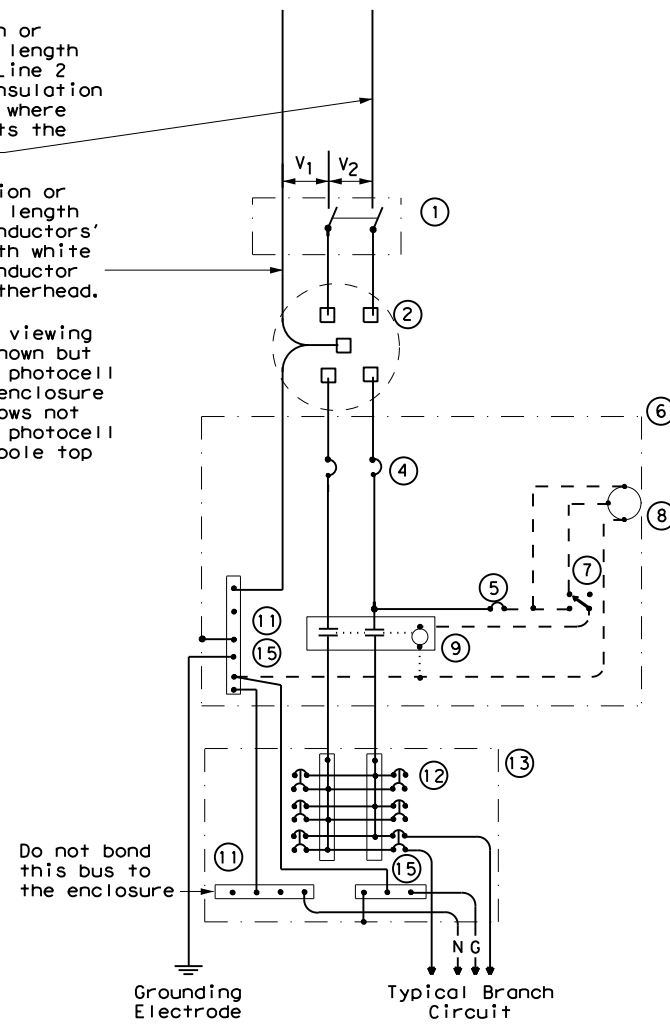 n or
length
Line 2
nsulation
where
ts the
V1
V2
1
ion or
length
nductors'
th white
nductor
therhead.
2
viewing
hown but
photocell
enclosure
ows not
photocell
pole top
6
4
8
7
5
11
15
9
13
12
Do not bond
this bus to
the enclosure
11
15
N G
Grounding
Electrode
Typical Branch
Circuit